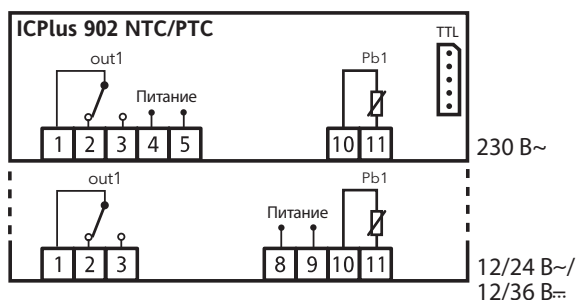 ICPlus 902 NTC/PTC
TTL
out1
Pb1
Питание
1 2 3 4 5 10 11
230 В~
out1
Pb1
Питание
1 2 3 8 9 10 11
12/24 В~/
12/36 В⎓